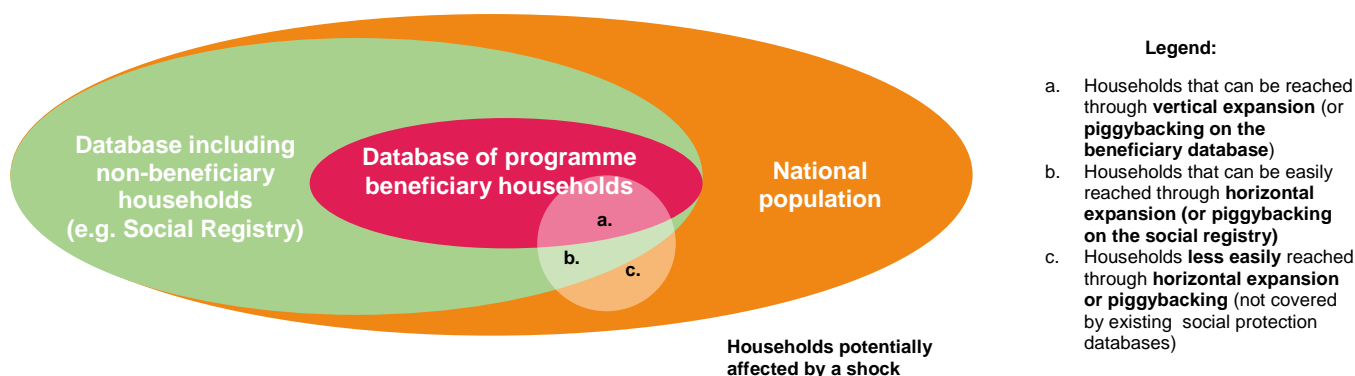 Database including
non-beneficiary
households
(e.g. Social Registry)
Database of programme
beneficiary households
National
population
a.
b.
c.
Households potentially
affected by a shock
Legend:
a. Households that can be reached
through vertical expansion (or
piggybacking on the
beneficiary database)
b. Households that can be easily
reached through horizontal
expansion (or piggybacking
on the social registry)
c. Households less easily reached
through horizontal expansion
or piggybacking (not covered
by existing social protection
databases)